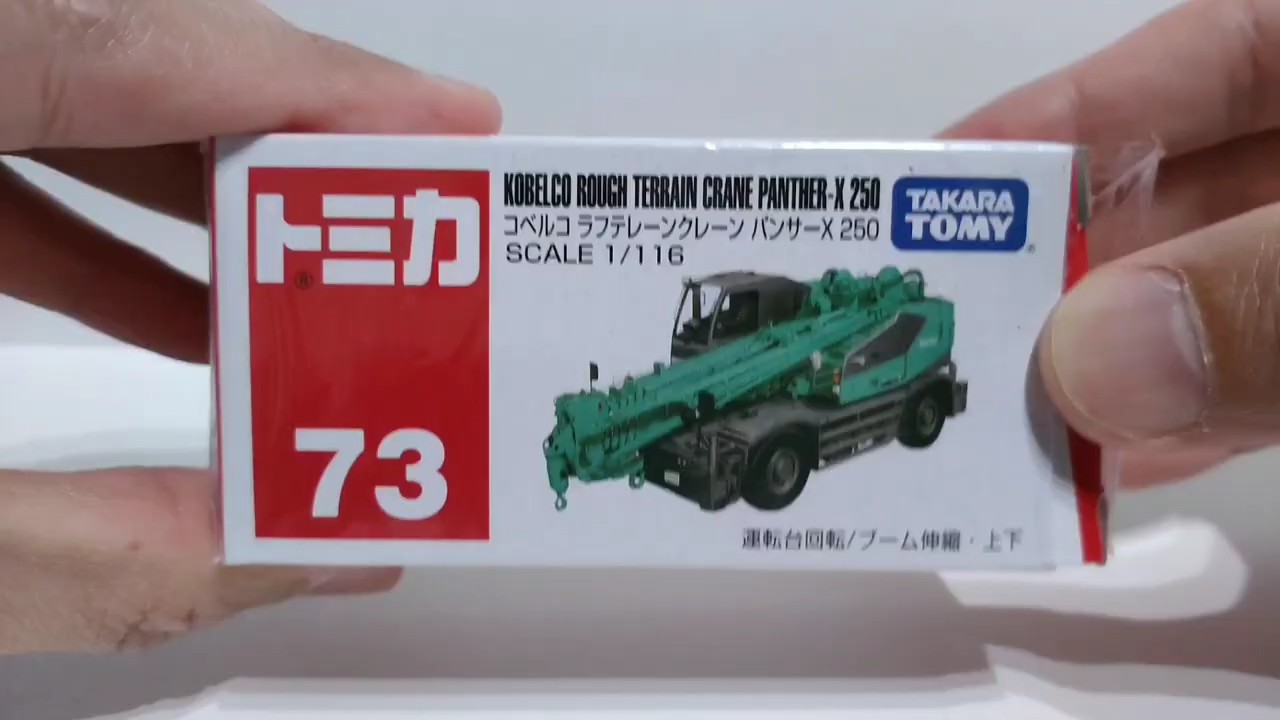 トミカ®
73
KOBELCO ROUGH TERRAIN CRANE PANTHER-X 250
コベルコ ラフテレーンクレーン パンサーX 250
SCALE 1/116
TAKARA
TOMY®
運転台回転/ブーム伸縮・上下